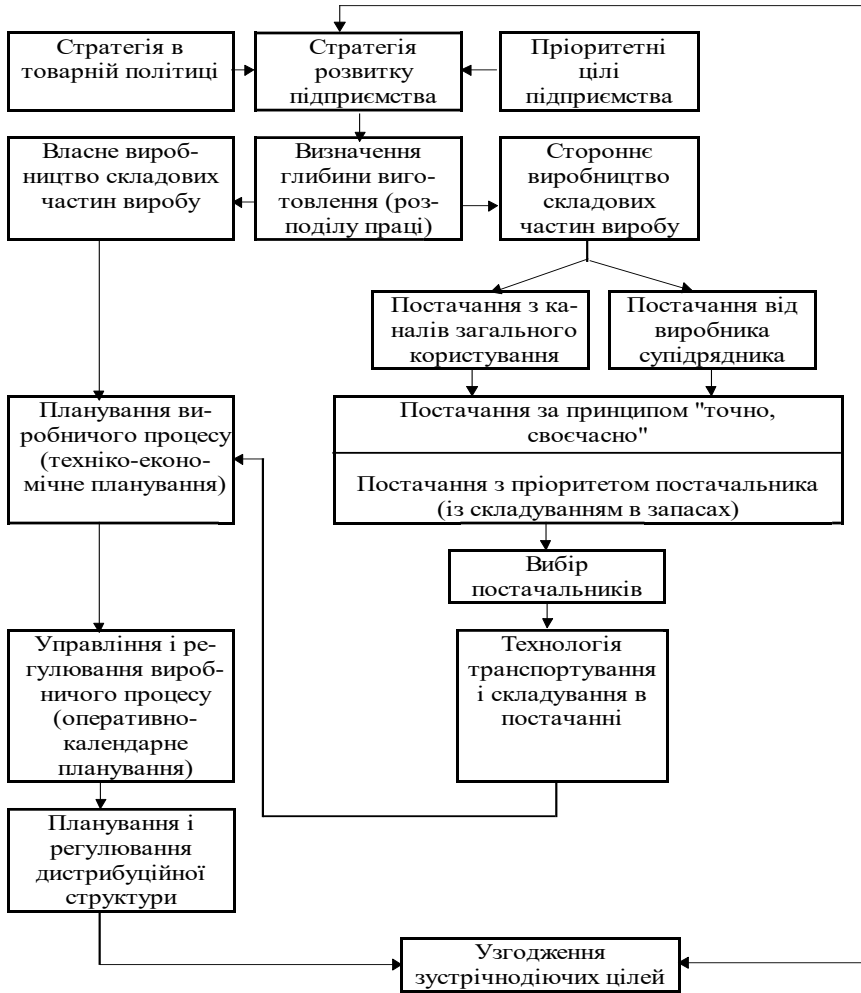 Стратегія в
товарній політиці
Стратегія
розвитку
підприємства
Пріоритетні
цілі
підприємства
Власне вироб-
ництво складових
частин виробу
Визначення
глибини виго-
товлення (роз-
поділу праці)
Стороннє
виробництво
складових
частин виробу
Постачання з ка-
налів загального
користування
Постачання від
виробника
супідрядника
Планування ви-
робничого процесу
(техніко-еконо-
мічне планування)
Постачання за принципом "точно,
своєчасно"
Постачання з пріоритетом постачальника
(із складуванням в запасах)
Вибір
постачальників
Управління і ре-
гулювання вироб-
ничого процесу
(оперативно-
календарне
планування)
Технологія
транспортування
і складування в
постачанні
Планування і
регулювання
дистрибуційної
структури
Узгодження
зустрічнодіючих цілей